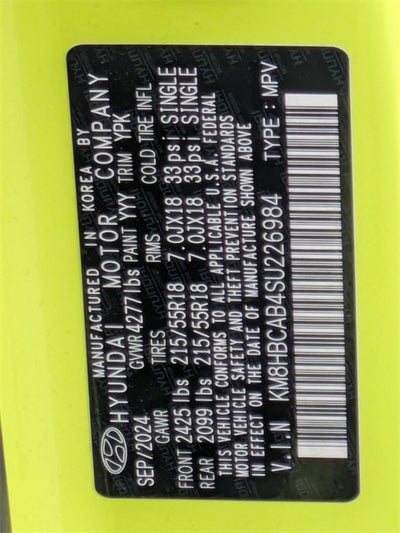 MANUFACTURED IN KOREA BY
HYUNDAI MOTOR COMPANY
SEP/2024 GVWR 4277lbs PAINT YYY TRIM YPK
GAWR TIRES RIMS COLD TIRE INFL
FRONT 2425 lbs 215/55R18 7.0JX18 33psi SINGLE
REAR 2099 lbs 215/55R18 7.0JX18 33psi SINGLE
THIS VEHICLE CONFORMS TO ALL APPLICABLE U.S.A. FEDERAL
MOTOR VEHICLE SAFETY AND THEFT PREVENTION STANDARDS
IN EFFECT ON THE DATE OF MANUFACTURE SHOWN ABOVE
V.I.N KM8HBCAB4SU226984 TYPE: MPV